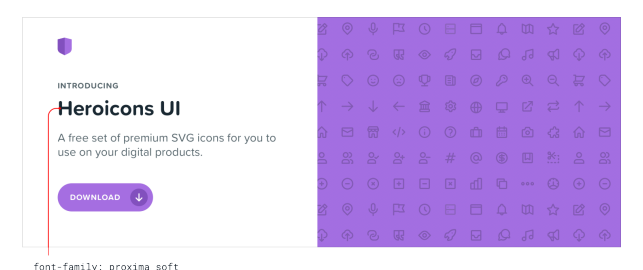 INTRODUCING
Heroicons UI
A free set of premium SVG icons for you to
use on your digital products.
DOWNLOAD
font-family: proxima soft